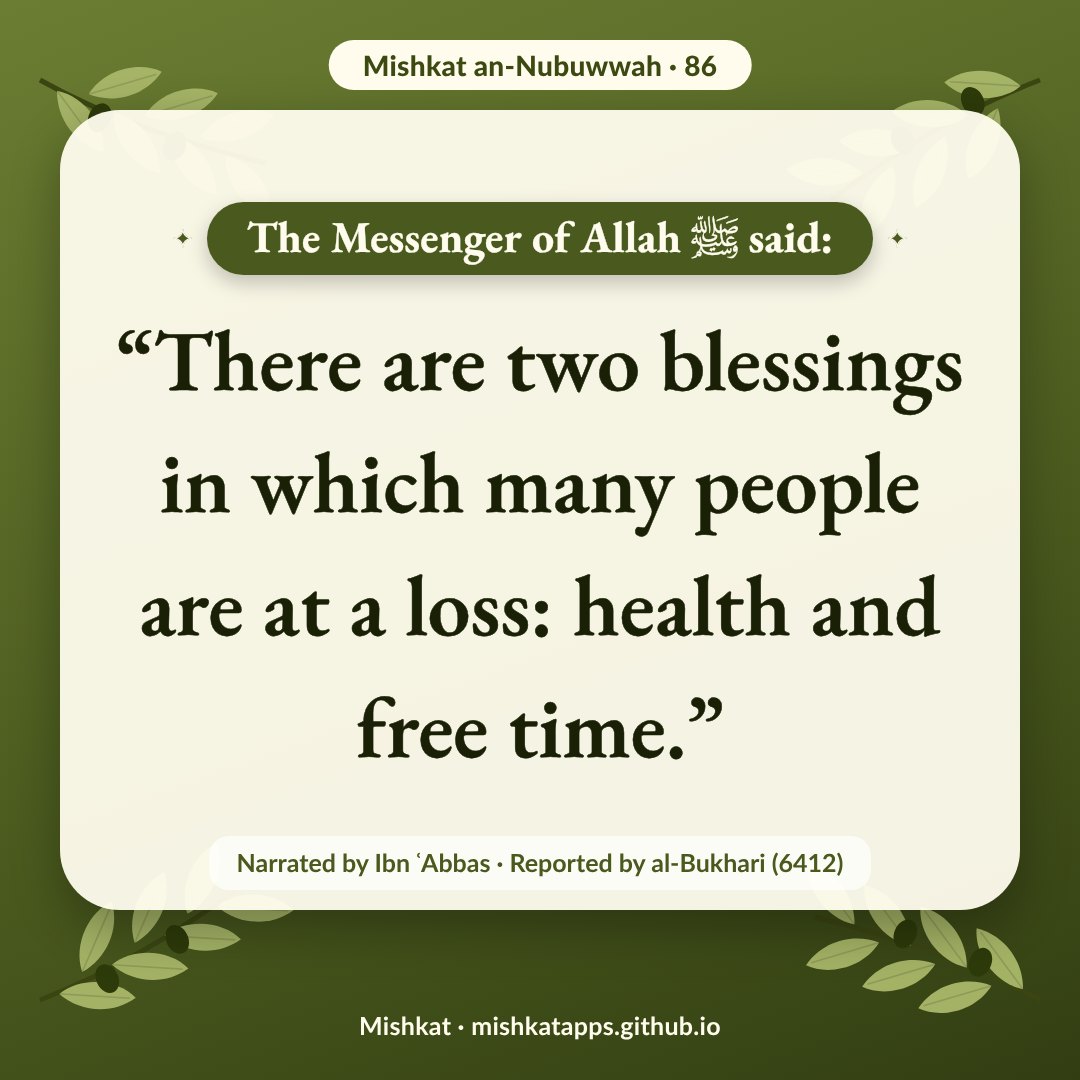 Mishkat an-Nubuwwah · 86
The Messenger of Allah ﷺ said:
“There are two blessings
in which many people
are at a loss: health and
free time.”
Narrated by Ibn ʿAbbas · Reported by al-Bukhari (6412)
Mishkat · mishkatapps.github.io